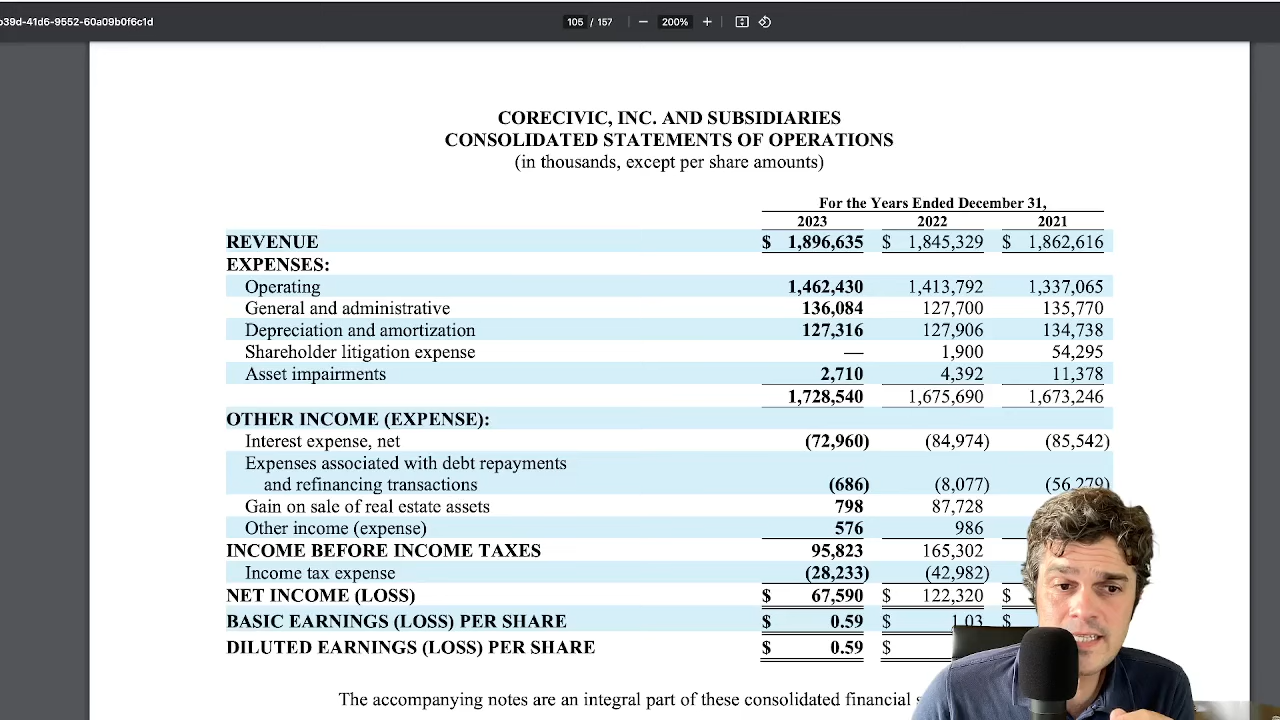 o39d-41d6-9552-60a09b0f6c1d 105 / 157 − 200% +
CORECIVIC, INC. AND SUBSIDIARIES
CONSOLIDATED STATEMENTS OF OPERATIONS
(in thousands, except per share amounts)
For the Years Ended December 31,
2023 2022 2021
REVENUE $ 1,896,635 $ 1,845,329 $ 1,862,616
EXPENSES:
Operating 1,462,430 1,413,792 1,337,065
General and administrative 136,084 127,700 135,770
Depreciation and amortization 127,316 127,906 134,738
Shareholder litigation expense — 1,900 54,295
Asset impairments 2,710 4,392 11,378
1,728,540 1,675,690 1,673,246
OTHER INCOME (EXPENSE):
Interest expense, net (72,960) (84,974) (85,542)
Expenses associated with debt repayments
and refinancing transactions (686) (8,077) (56,279)
Gain on sale of real estate assets 798 87,728
Other income (expense) 576 986
INCOME BEFORE INCOME TAXES 95,823 165,302
Income tax expense (28,233) (42,982)
NET INCOME (LOSS) $ 67,590 $ 122,320 $
BASIC EARNINGS (LOSS) PER SHARE $ 0.59 $ 1.03 $
DILUTED EARNINGS (LOSS) PER SHARE $ 0.59 $
The accompanying notes are an integral part of these consolidated financial